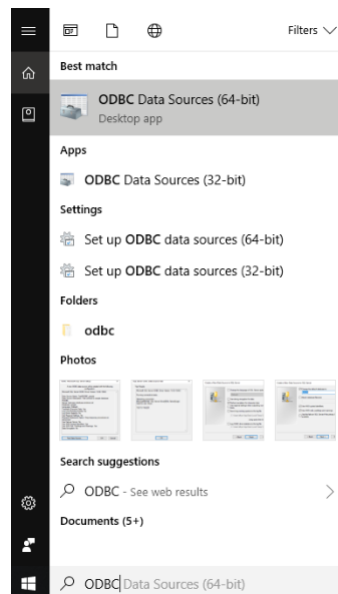 Filters
Best match
ODBC Data Sources (64-bit)
Desktop app
Apps
ODBC Data Sources (32-bit)
Settings
Set up ODBC data sources (64-bit)
Set up ODBC data sources (32-bit)
Folders
odbc
Photos
Search suggestions
ODBC - See web results
Documents (5+)
ODBC Data Sources (64-bit)